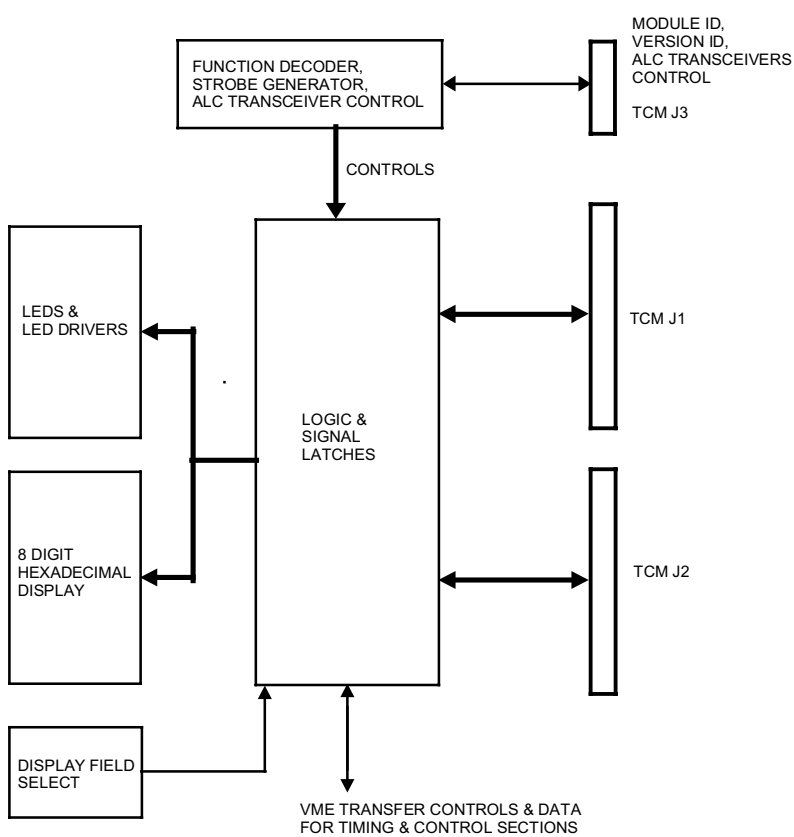 MODULE ID,
VERSION ID,
ALC TRANSCEIVERS
CONTROL
TCM J3
FUNCTION DECODER,
STROBE GENERATOR,
ALC TRANSCEIVER CONTROL
CONTROLS
LEDS &
LED DRIVERS
TCM J1
LOGIC &
SIGNAL
LATCHES
8 DIGIT
HEXADECIMAL
DISPLAY
TCM J2
DISPLAY FIELD
SELECT
VME TRANSFER CONTROLS & DATA
FOR TIMING & CONTROL SECTIONS